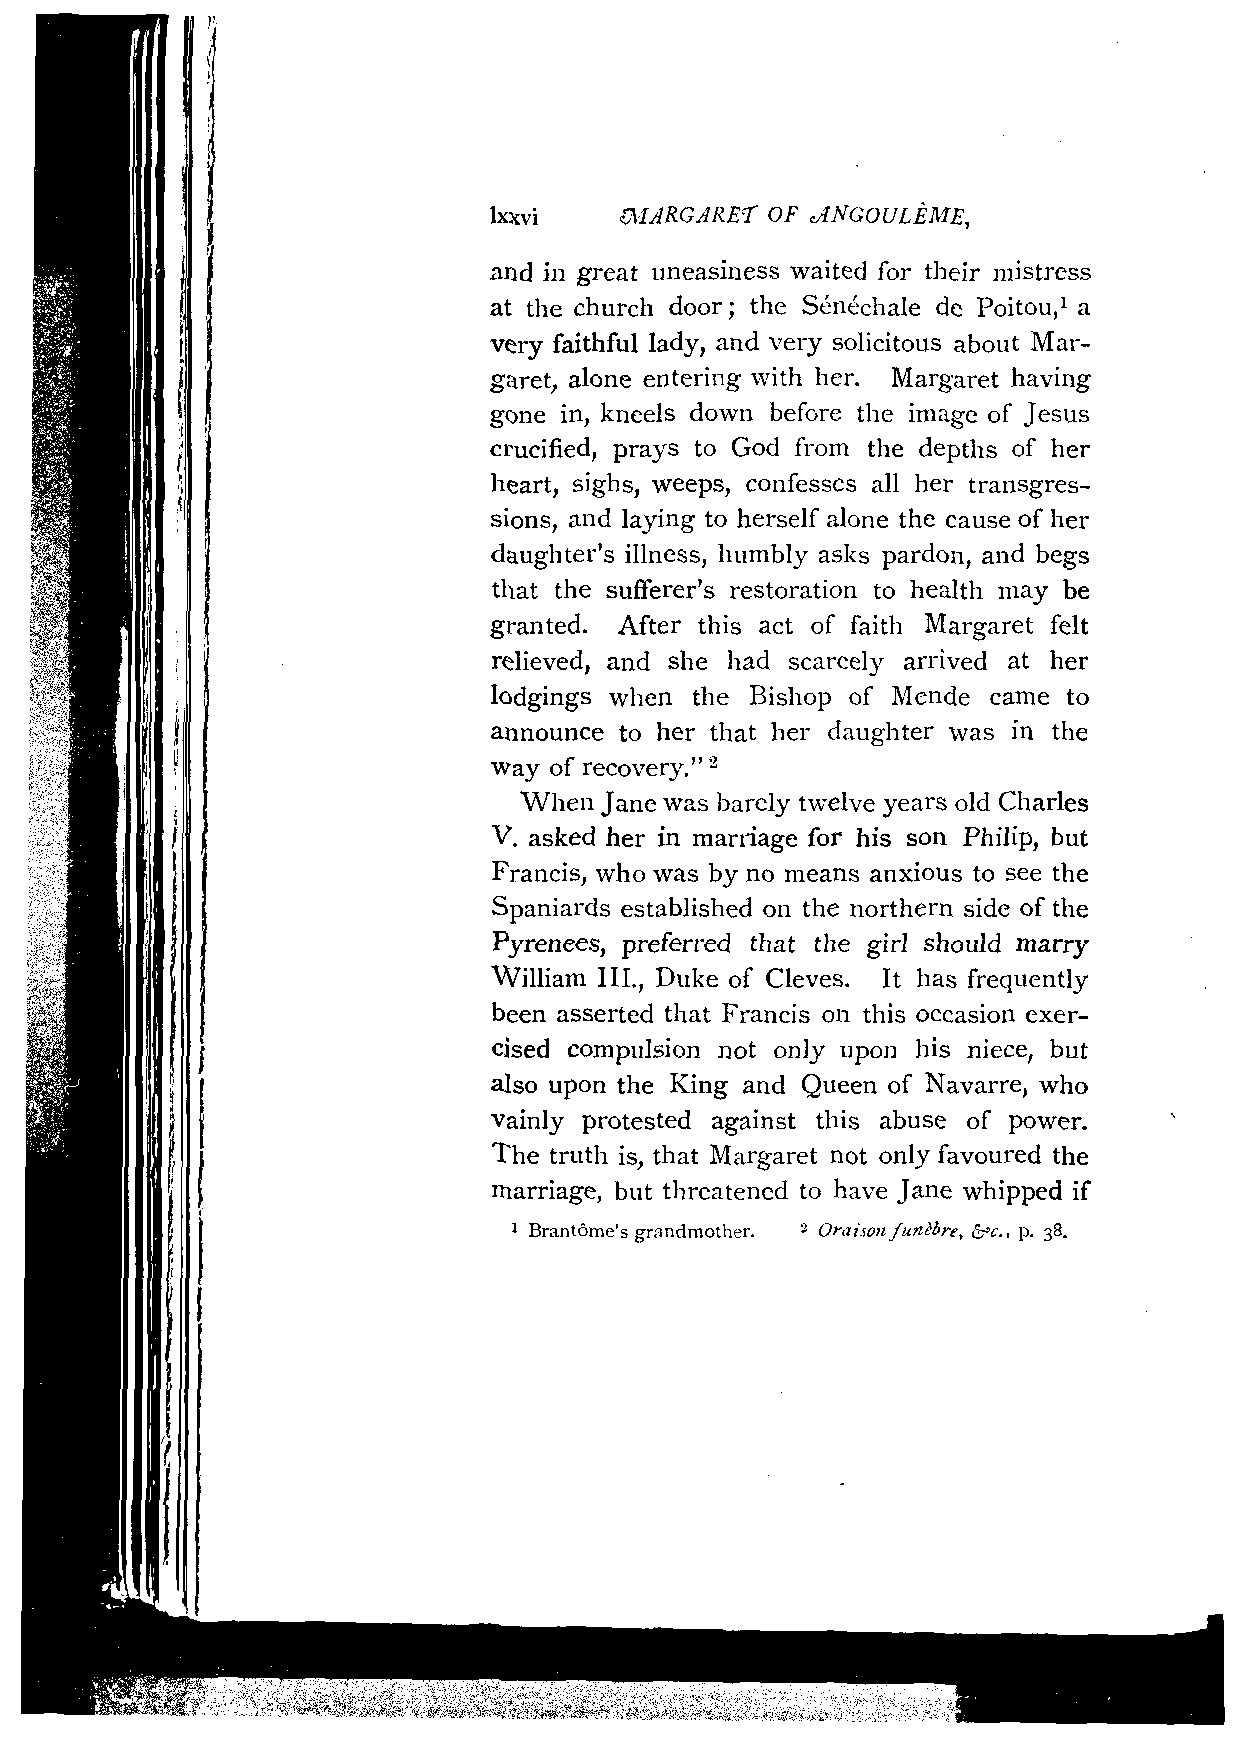 lxxvi MARGARET OF ANGOULÊME,
and in great uneasiness waited for their mistress
at the church door; the Sénéchale de Poitou,¹ a
very faithful lady, and very solicitous about Mar-
garet, alone entering with her. Margaret having
gone in, kneels down before the image of Jesus
crucified, prays to God from the depths of her
heart, sighs, weeps, confesses all her transgres-
sions, and laying to herself alone the cause of her
daughter's illness, humbly asks pardon, and begs
that the sufferer's restoration to health may be
granted. After this act of faith Margaret felt
relieved, and she had scarcely arrived at her
lodgings when the Bishop of Mende came to
announce to her that her daughter was in the
way of recovery." ²
When Jane was barely twelve years old Charles
V. asked her in marriage for his son Philip, but
Francis, who was by no means anxious to see the
Spaniards established on the northern side of the
Pyrenees, preferred that the girl should marry
William III., Duke of Cleves. It has frequently
been asserted that Francis on this occasion exer-
cised compulsion not only upon his niece, but
also upon the King and Queen of Navarre, who
vainly protested against this abuse of power.
The truth is, that Margaret not only favoured the
marriage, but threatened to have Jane whipped if
¹ Brantôme's grandmother. ² Oraison funèbre, &c., p. 38.